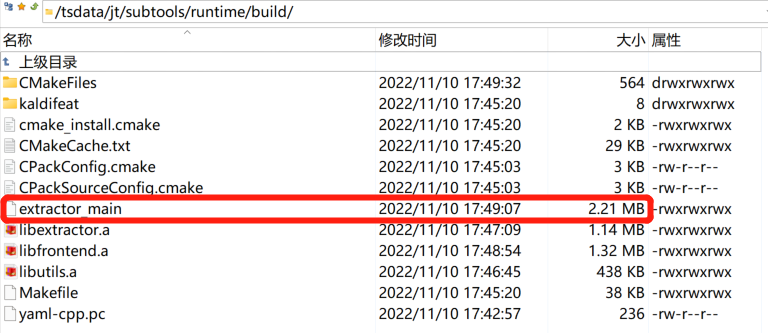 /tsdata/jt/subtools/runtime/build/
名称 修改时间 大小 属性
上级目录
CMakeFiles 2022/11/10 17:49:32 564 drwxrwxrwx
kaldifeat 2022/11/10 17:45:20 8 drwxrwxrwx
cmake_install.cmake 2022/11/10 17:45:20 2 KB -rwxrwxrwx
CMakeCache.txt 2022/11/10 17:45:20 29 KB -rwxrwxrwx
CPackConfig.cmake 2022/11/10 17:45:03 3 KB -rw-r--r--
CPackSourceConfig.cmake 2022/11/10 17:45:03 3 KB -rw-r--r--
extractor_main 2022/11/10 17:49:07 2.21 MB -rwxrwxrwx
libextractor.a 2022/11/10 17:47:09 1.14 MB -rwxrwxrwx
libfrontend.a 2022/11/10 17:48:54 1.32 MB -rwxrwxrwx
libutils.a 2022/11/10 17:46:45 438 KB -rwxrwxrwx
Makefile 2022/11/10 17:45:20 38 KB -rwxrwxrwx
yaml-cpp.pc 2022/11/10 17:42:57 236 -rw-r--r--